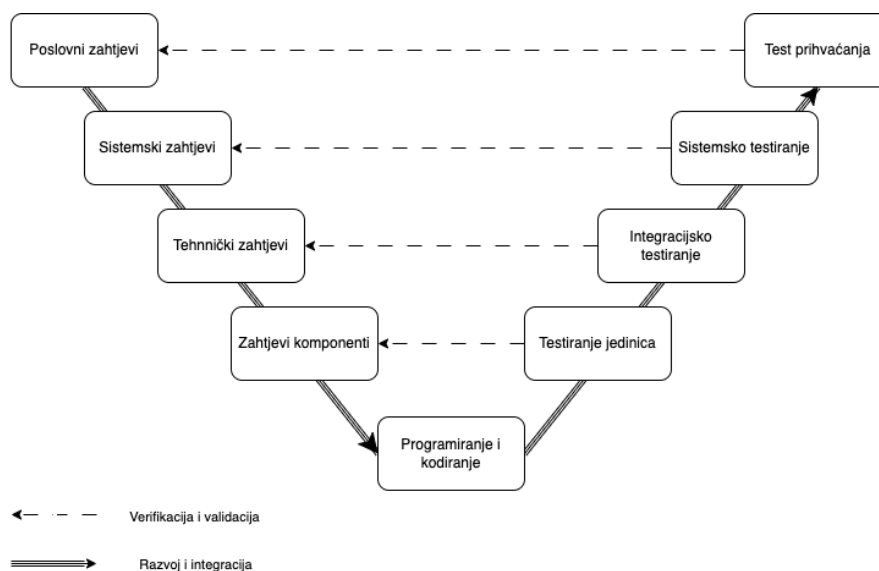 Poslovni zahtjevi
Test prihvaćanja
Sistemski zahtjevi
Sistemsko testiranje
Tehnnički zahtjevi
Integracijsko
testiranje
Zahtjevi komponenti
Testiranje jedinica
Programiranje i
kodiranje
Verifikacija i validacija
Razvoj i integracija